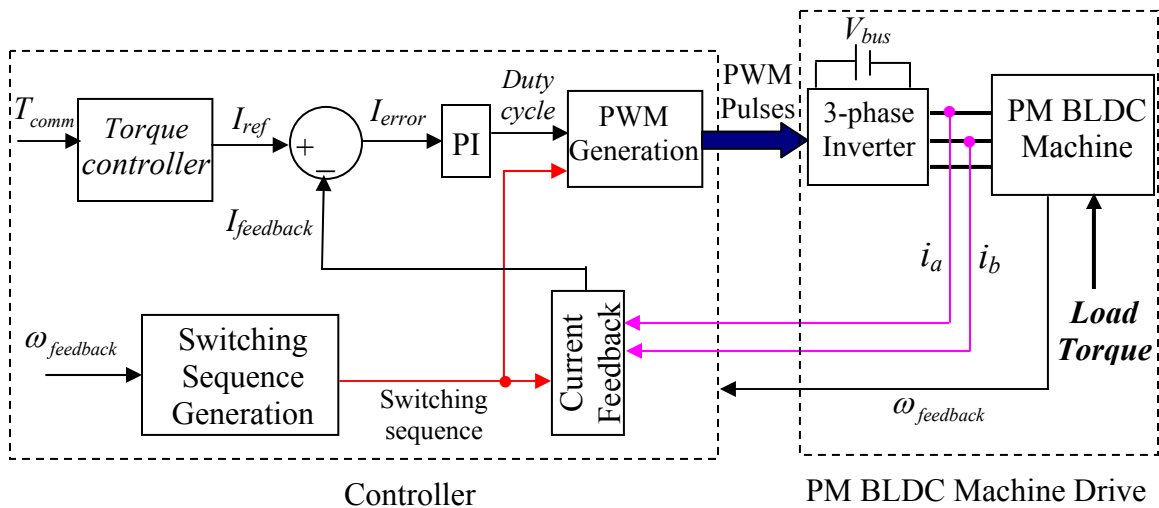 T_comm
Torque
controller
I_ref
+
−
I_error
PI
Duty
cycle
PWM
Generation
PWM
Pulses
V_bus
3-phase
Inverter
PM BLDC
Machine
I_feedback
i_a
i_b
Load
Torque
ω_feedback
Switching
Sequence
Generation
Switching
sequence
Current
Feedback
ω_feedback
Controller
PM BLDC Machine Drive